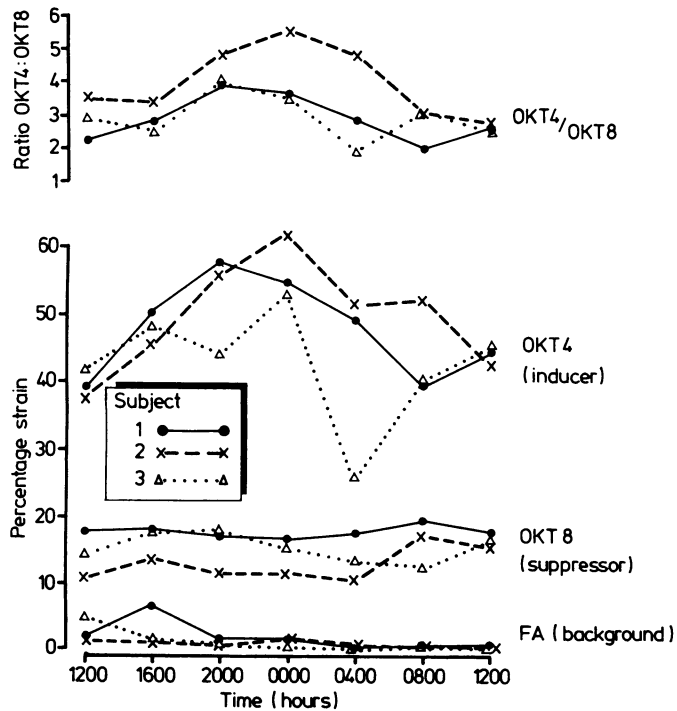 Ratio OKT4:OKT8
6
5
4
3
2
1
OKT4/OKT8
Percentage strain
60
50
40
30
20
10
0
OKT4
(inducer)
Subject
1
2
3
OKT 8
(suppressor)
FA (background)
1200 1600 2000 0000 0400 0800 1200
Time (hours)